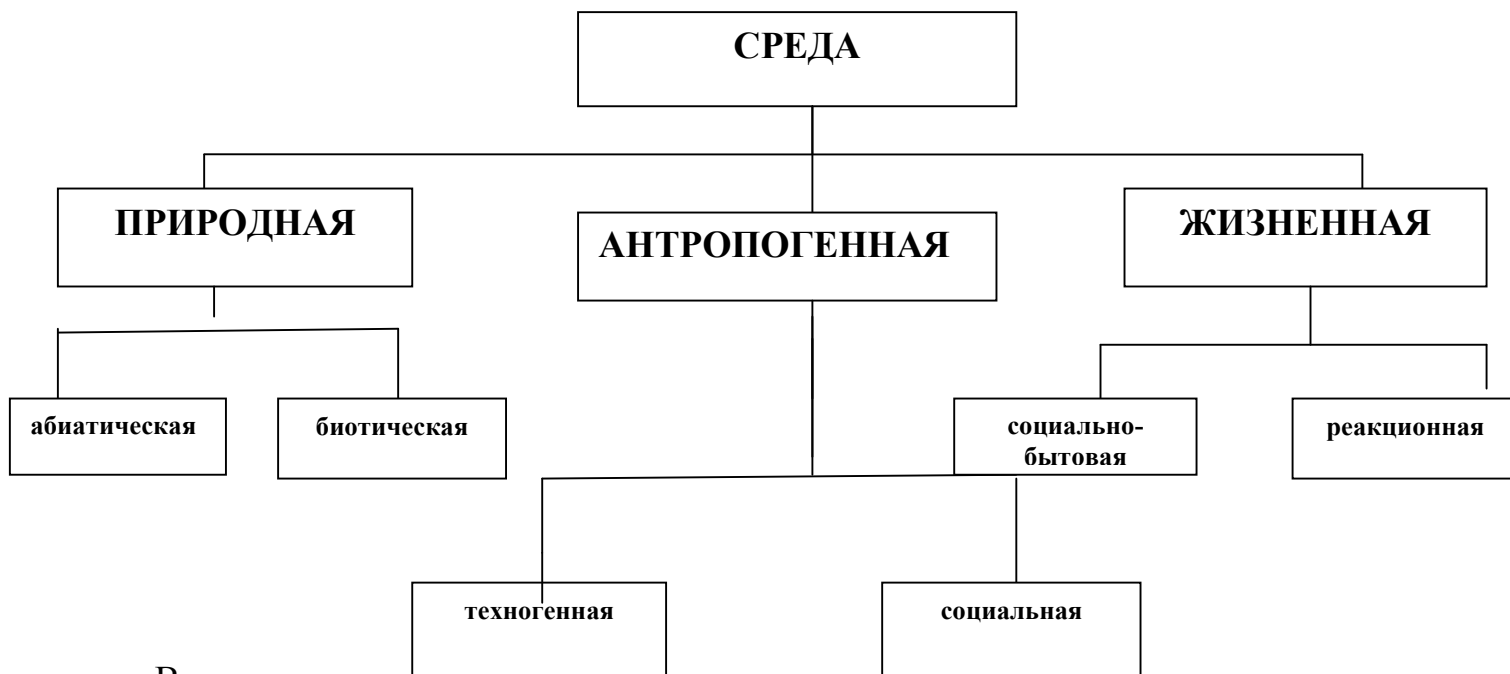 СРЕДА
ПРИРОДНАЯ
АНТРОПОГЕННАЯ
ЖИЗНЕННАЯ
абиатическая
биотическая
социально-
бытовая
реакционная
техногенная
социальная